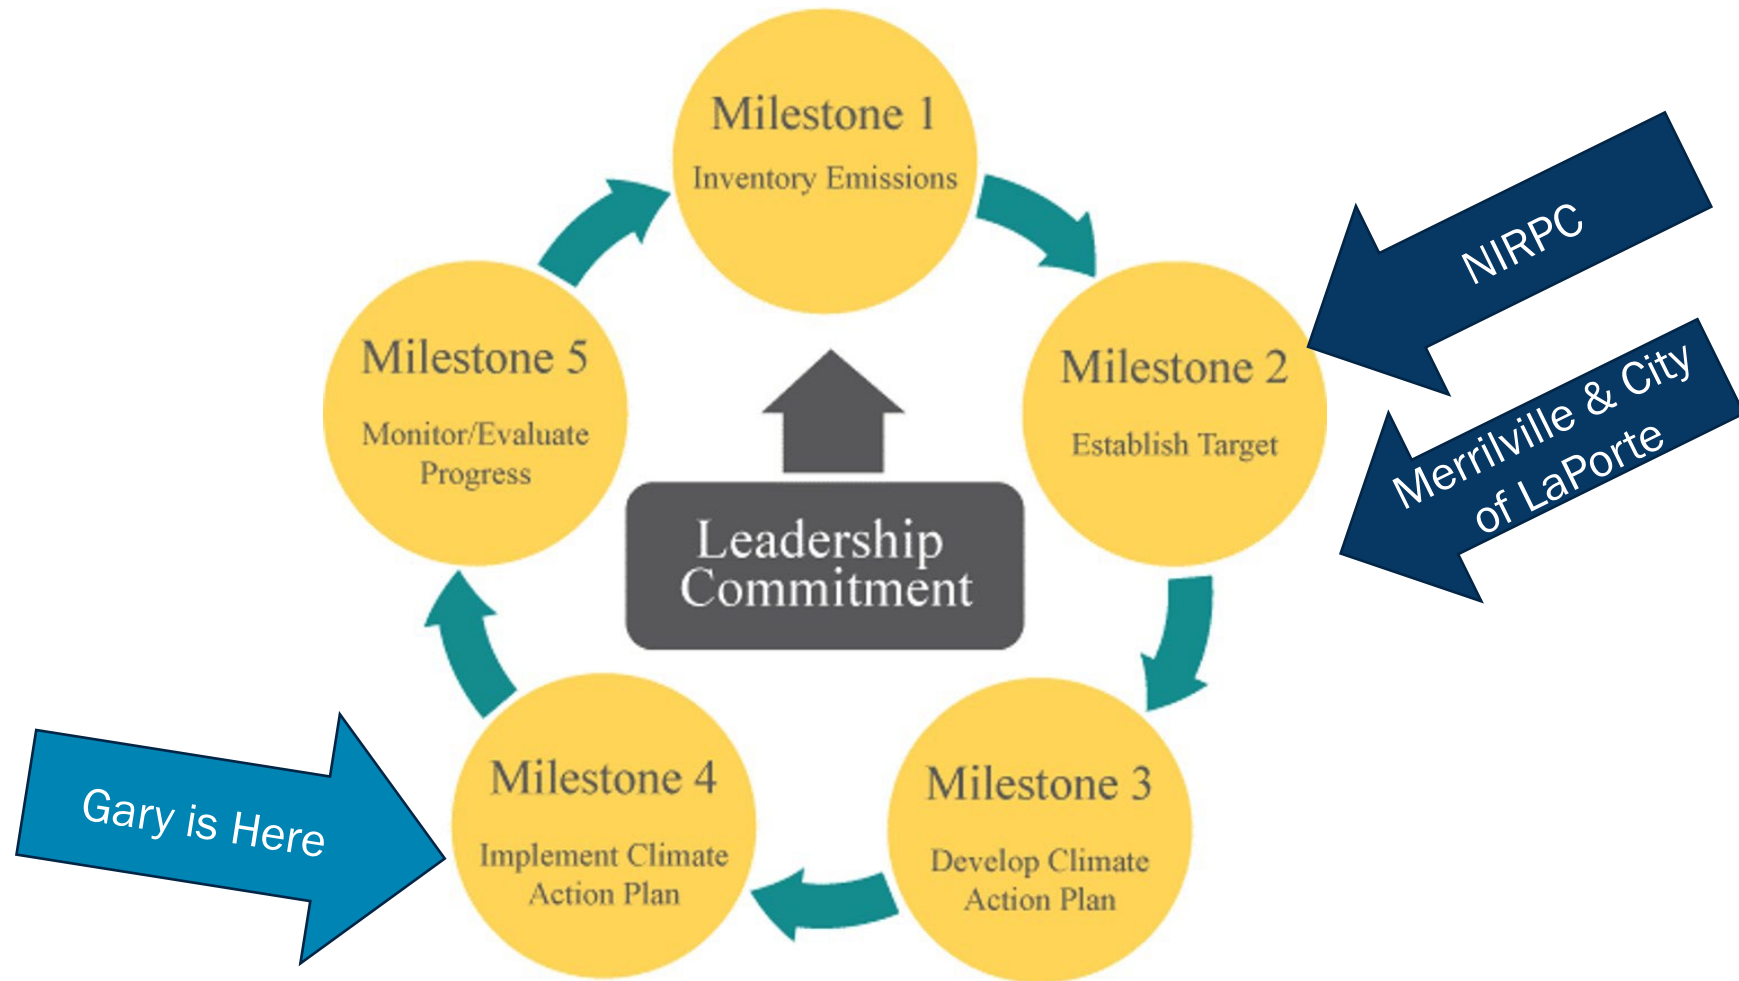 Milestone 1
Inventory Emissions
NIRPC
Milestone 2
Establish Target
Merrilville & City
of LaPorte
Milestone 3
Develop Climate
Action Plan
Milestone 4
Implement Climate
Action Plan
Gary is Here
Milestone 5
Monitor/Evaluate
Progress
Leadership
Commitment